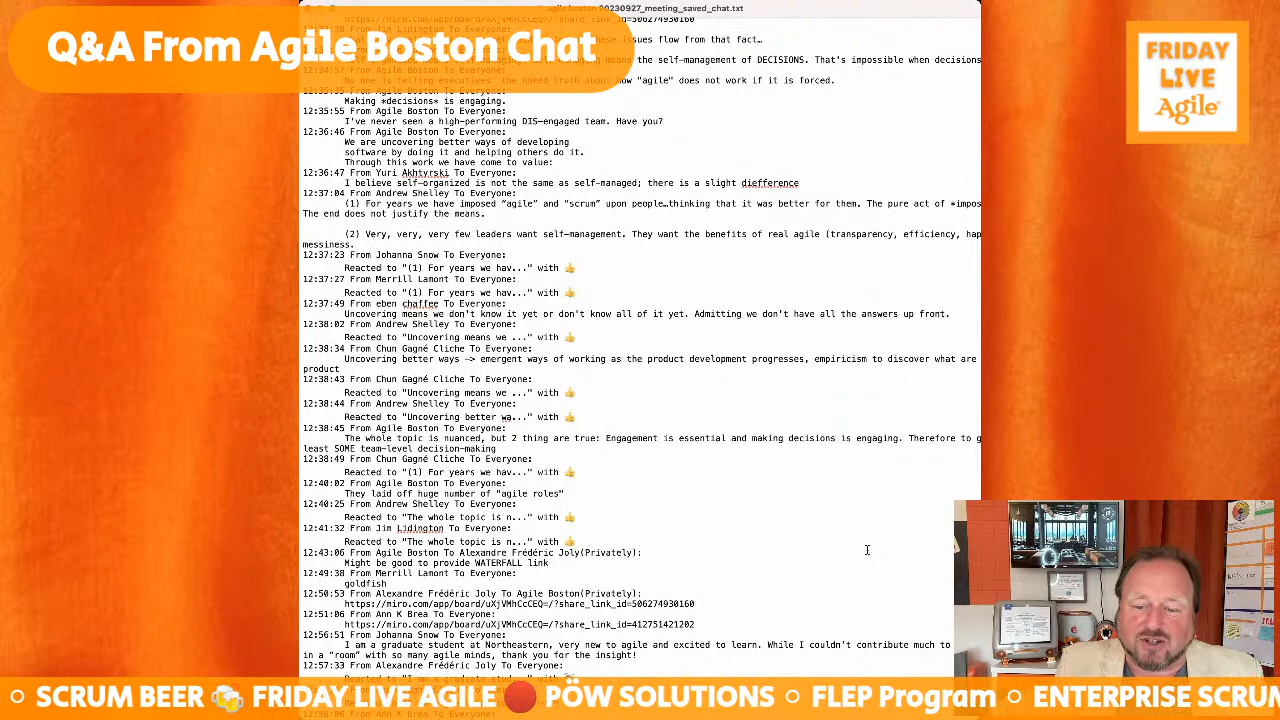 agile boston 20230927_meeting_saved_chat.txt
https://miro.com/app/board/uXjVMhCcCEQ=/?share_link_id=506274930160
Q&A From Agile Boston Chat
issues flow from that fact…
means the self-management of DECISIONS. That's impossible when decisions
how "agile" does not work if it is forced.
12:35:35 From Agile Boston To Everyone:
Making *decisions* is engaging.
12:35:55 From Agile Boston To Everyone:
I've never seen a high-performing DIS-engaged team. Have you?
12:36:46 From Agile Boston To Everyone:
We are uncovering better ways of developing
software by doing it and helping others do it.
Through this work we have come to value:
12:36:47 From Yuri Akhtyrski To Everyone:
I believe self-organized is not the same as self-managed; there is a slight diefference
12:37:04 From Andrew Shelley To Everyone:
(1) For years we have imposed "agile" and "scrum" upon people…thinking that it was better for them. The pure act of *impos
The end does not justify the means.
(2) Very, very, very few leaders want self-management. They want the benefits of real agile (transparency, efficiency, hap
messiness.
12:37:23 From Johanna Snow To Everyone:
Reacted to "(1) For years we hav..." with 👍
12:37:27 From Merrill Lamont To Everyone:
Reacted to "(1) For years we hav..." with 👍
12:37:49 From eben chaffee To Everyone:
Uncovering means we don't know it yet or don't know all of it yet. Admitting we don't have all the answers up front.
12:38:02 From Andrew Shelley To Everyone:
Reacted to "Uncovering means we ..." with 👍
12:38:34 From Chun Gagné Cliche To Everyone:
Uncovering better ways —> emergent ways of working as the product development progresses, empiricism to discover what are
product
12:38:43 From Chun Gagné Cliche To Everyone:
Reacted to "Uncovering means we ..." with 👍
12:38:44 From Andrew Shelley To Everyone:
Reacted to "Uncovering better wa..." with 👍
12:38:45 From Agile Boston To Everyone:
The whole topic is nuanced, but 2 thing are true: Engagement is essential and making decisions is engaging. Therefore to g
least SOME team-level decision-making
12:38:49 From Chun Gagné Cliche To Everyone:
Reacted to "(1) For years we hav..." with 👍
12:40:02 From Agile Boston To Everyone:
They laid off huge number of "agile roles"
12:40:25 From Andrew Shelley To Everyone:
Reacted to "The whole topic is n..." with 👍
12:41:32 From Jim Lidington To Everyone:
Reacted to "The whole topic is n..." with 👍
12:43:06 From Agile Boston To Alexandre Frédéric Joly(Privately):
Might be good to provide WATERFALL link
12:49:38 From Merrill Lamont To Everyone:
goldfish
12:50:53 From Alexandre Frédéric Joly To Agile Boston(Privately):
https://miro.com/app/board/uXjVMhCcCEQ=/?share_link_id=506274930160
12:51:06 From Ann K Brea To Everyone:
https://miro.com/app/board/uXjVMhCcCEQ=/?share_link_id=412751421202
12:56:51 From Johanna Snow To Everyone:
I am a graduate student at Northeastern, very new to agile and excited to learn. While I couldn't contribute much to
in a "room" with so many agile minds, thank you for the insight!
12:57:33 From Alexandre Frédéric Joly To Everyone:
FRIDAY
LIVE
Agile®
SCRUM BEER 🍻 FRIDAY LIVE AGILE 🔴 PÖW SOLUTIONS ○ FLEP Program ○ ENTERPRISE SCRUM